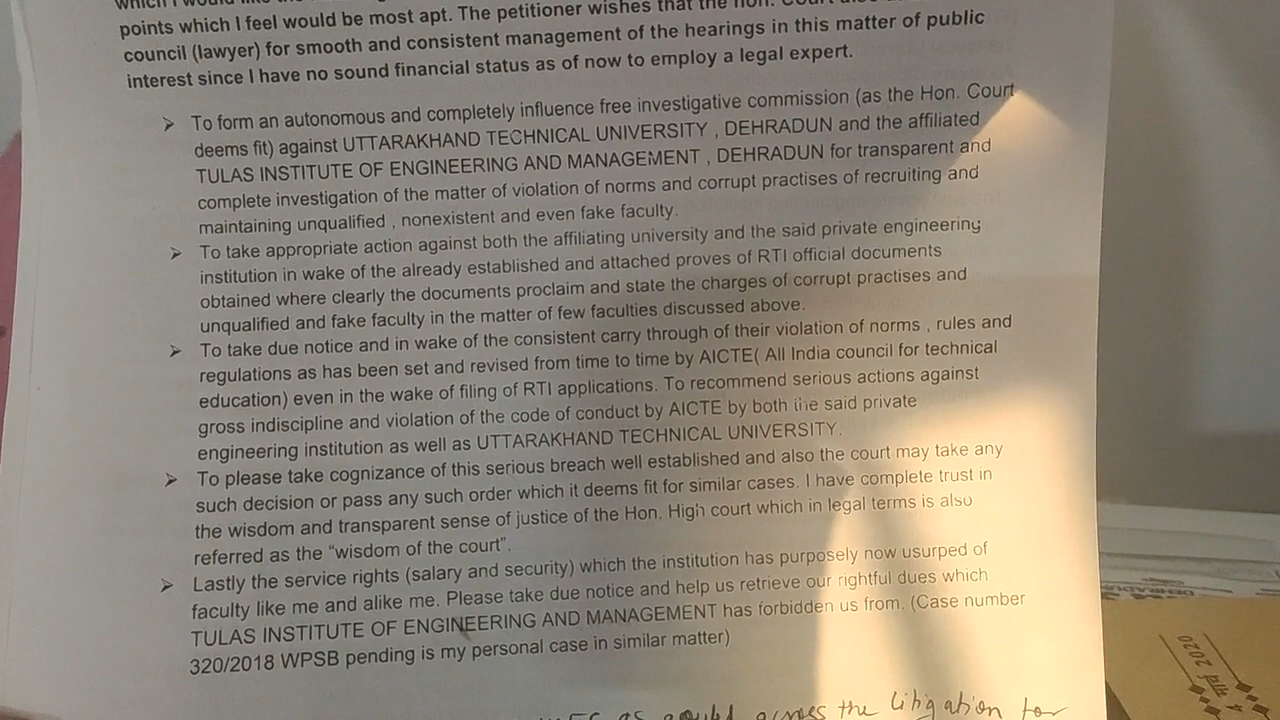 which I would like the
points which I feel would be most apt. The petitioner wishes that the hon. Court also
council (lawyer) for smooth and consistent management of the hearings in this matter of public
interest since I have no sound financial status as of now to employ a legal expert.
➢ To form an autonomous and completely influence free investigative commission (as the Hon. Court
deems fit) against UTTARAKHAND TECHNICAL UNIVERSITY , DEHRADUN and the affiliated
TULAS INSTITUTE OF ENGINEERING AND MANAGEMENT , DEHRADUN for transparent and
complete investigation of the matter of violation of norms and corrupt practises of recruiting and
maintaining unqualified , nonexistent and even fake faculty.
➢ To take appropriate action against both the affiliating university and the said private engineering
institution in wake of the already established and attached proves of RTI official documents
obtained where clearly the documents proclaim and state the charges of corrupt practises and
unqualified and fake faculty in the matter of few faculties discussed above.
➢ To take due notice and in wake of the consistent carry through of their violation of norms , rules and
regulations as has been set and revised from time to time by AICTE( All India council for technical
education) even in the wake of filing of RTI applications. To recommend serious actions against
gross indiscipline and violation of the code of conduct by AICTE by both the said private
engineering institution as well as UTTARAKHAND TECHNICAL UNIVERSITY.
➢ To please take cognizance of this serious breach well established and also the court may take any
such decision or pass any such order which it deems fit for similar cases. I have complete trust in
the wisdom and transparent sense of justice of the Hon. High court which in legal terms is also
referred as the “wisdom of the court”.
➢ Lastly the service rights (salary and security) which the institution has purposely now usurped of
faculty like me and alike me. Please take due notice and help us retrieve our rightful dues which
TULAS INSTITUTE OF ENGINEERING AND MANAGEMENT has forbidden us from. (Case number
320/2018 WPSB pending is my personal case in similar matter)
as across the litigation for
DEHRADUN
4
मार्च
2020